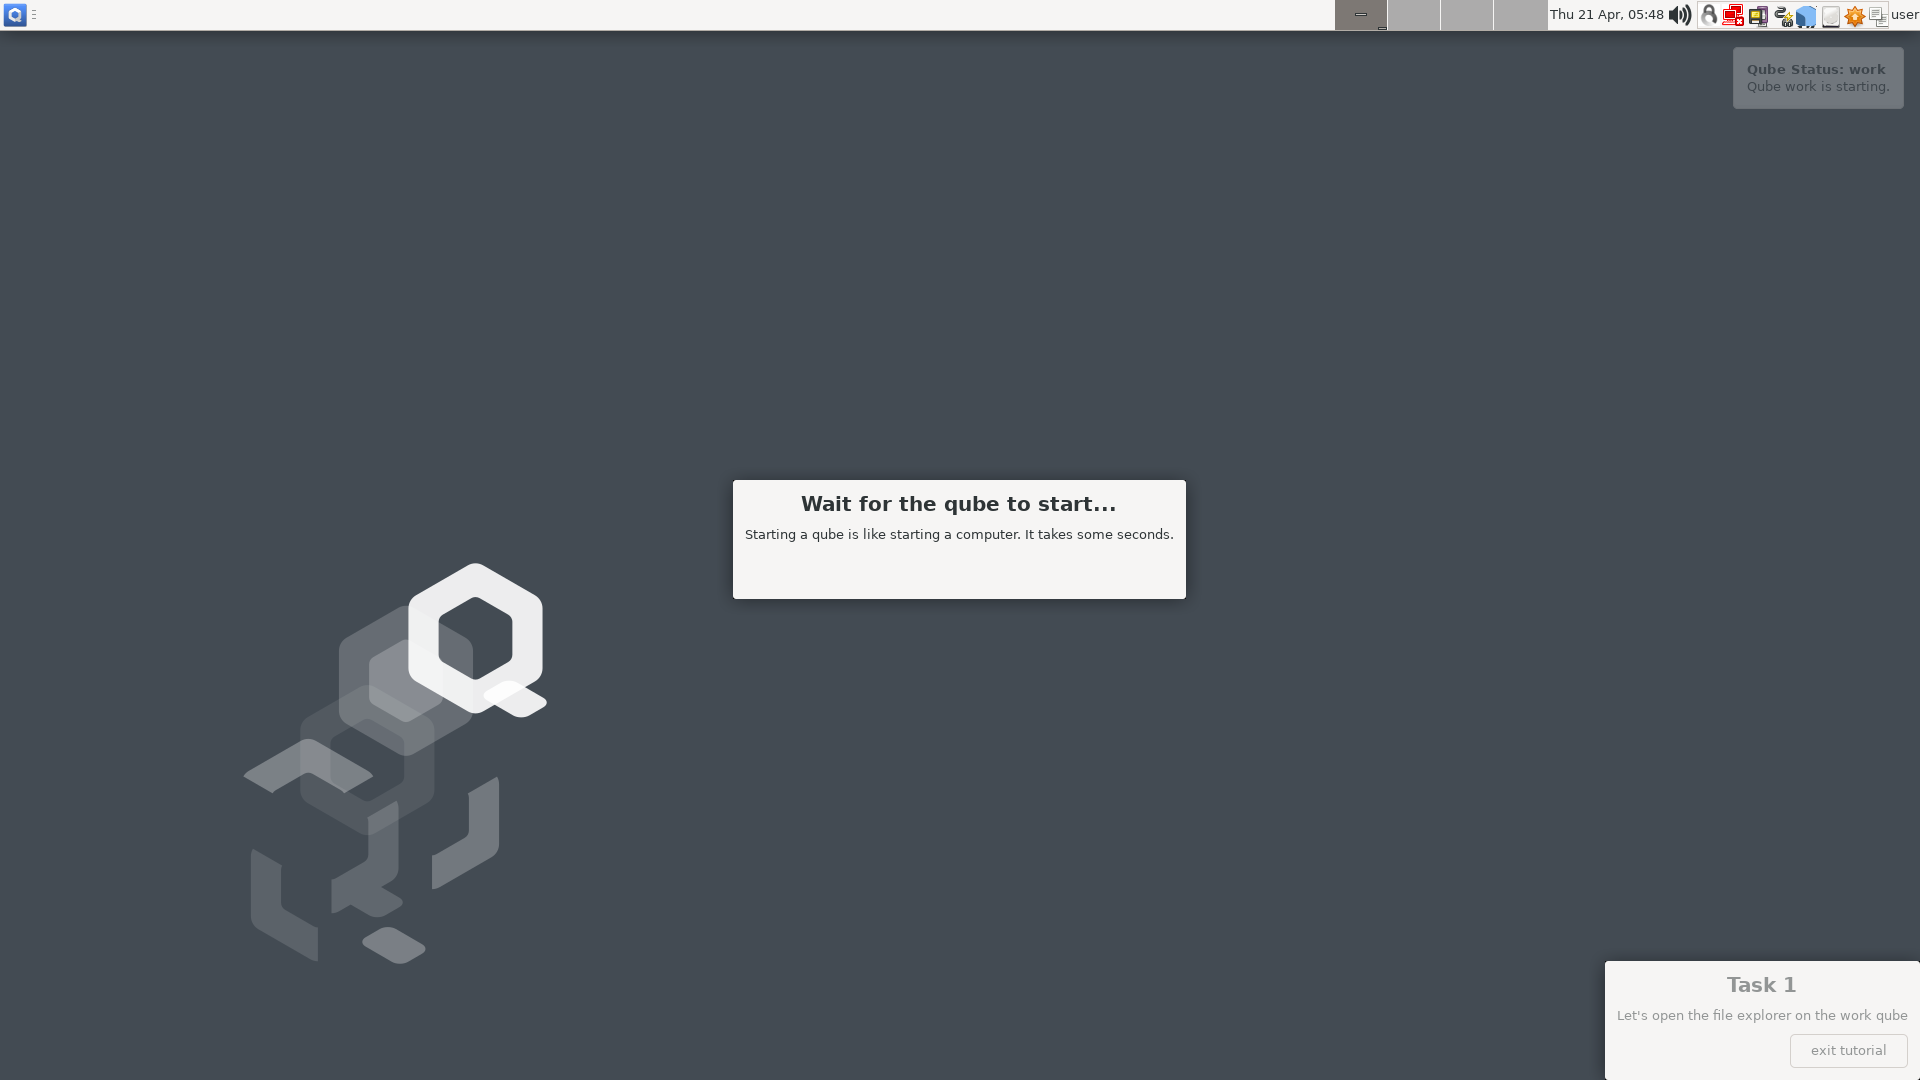 Thu 21 Apr, 05:48
user
Qube Status: work
Qube work is starting.
Wait for the qube to start...
Starting a qube is like starting a computer. It takes some seconds.
Task 1
Let's open the file explorer on the work qube
exit tutorial